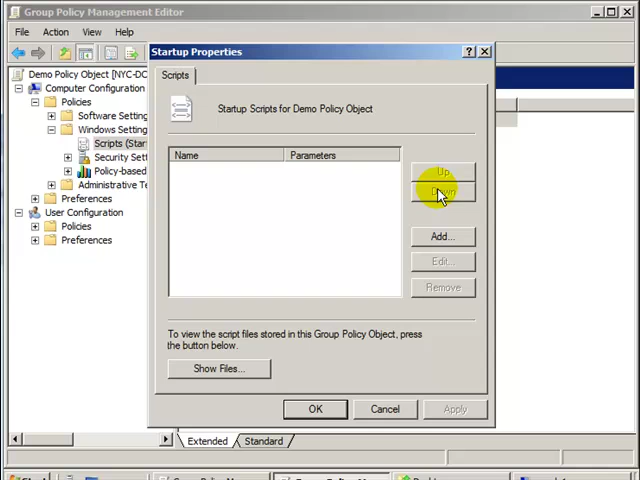 Group Policy Management Editor
File Action View Help
Startup Properties
Demo Policy Object [NYC-DC
Computer Configuration
Policies
Software Setting
Windows Setting
Scripts (Star
Security Sett
Policy-based
Administrative Te
Preferences
User Configuration
Policies
Preferences
Scripts
Startup Scripts for Demo Policy Object
Name Parameters
Up
Down
Add...
Edit...
Remove
To view the script files stored in this Group Policy Object, press
the button below.
Show Files...
OK Cancel Apply
Extended Standard